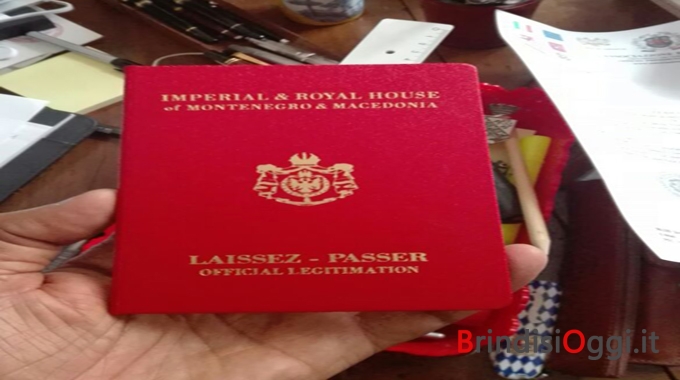 IMPERIAL & ROYAL HOUSE
of MONTENEGRO & MACEDONIA
LAISSEZ - PASSER
OFFICIAL LEGITIMATION
BrindisiOggi.it